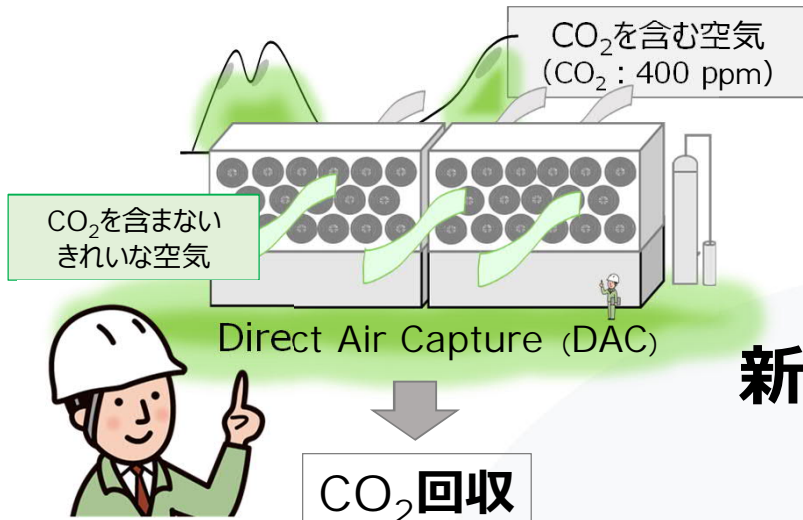 CO₂を含む空気
（CO₂：400 ppm）
CO₂を含まない
きれいな空気
Direct Air Capture (DAC)
新
CO₂回収